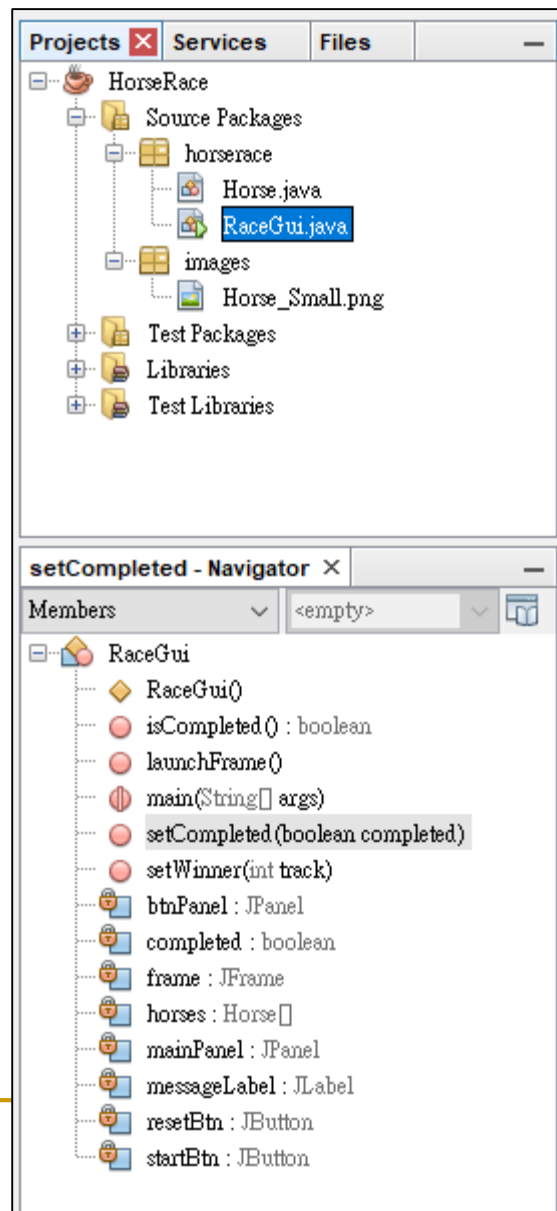 Projects Services Files
HorseRace
Source Packages
horserace
Horse.java
RaceGui.java
images
Horse_Small.png
Test Packages
Libraries
Test Libraries
setCompleted - Navigator
Members <empty>
RaceGui
RaceGui()
isCompleted() : boolean
launchFrame()
main(String[] args)
setCompleted(boolean completed)
setWinner(int track)
btnPanel : JPanel
completed : boolean
frame : JFrame
horses : Horse[]
mainPanel : JPanel
messageLabel : JLabel
resetBtn : JButton
startBtn : JButton